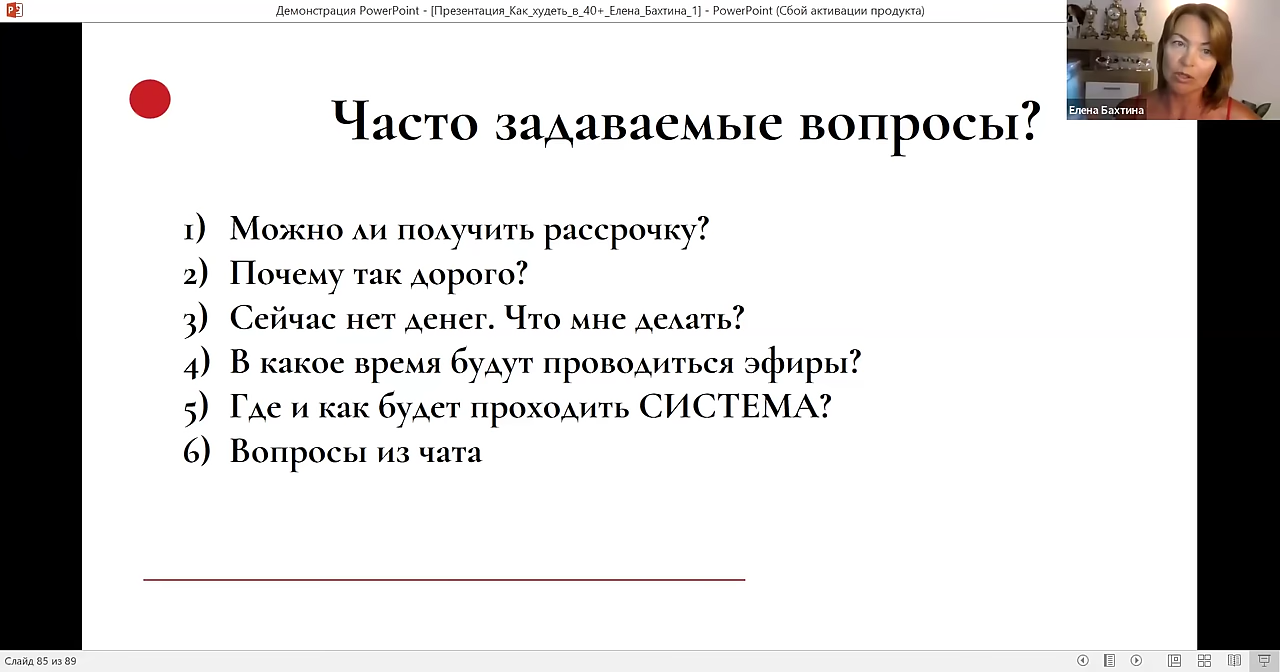 Демонстрация PowerPoint - [Презентация_Как_худеть_в_40+_Елена_Бахтина_1] - PowerPoint (Сбой активации продукта)
Елена Бахтина
Часто задаваемые вопросы?
1) Можно ли получить рассрочку?
2) Почему так дорого?
3) Сейчас нет денег. Что мне делать?
4) В какое время будут проводиться эфиры?
5) Где и как будет проходить СИСТЕМА?
6) Вопросы из чата
Слайд 85 из 89